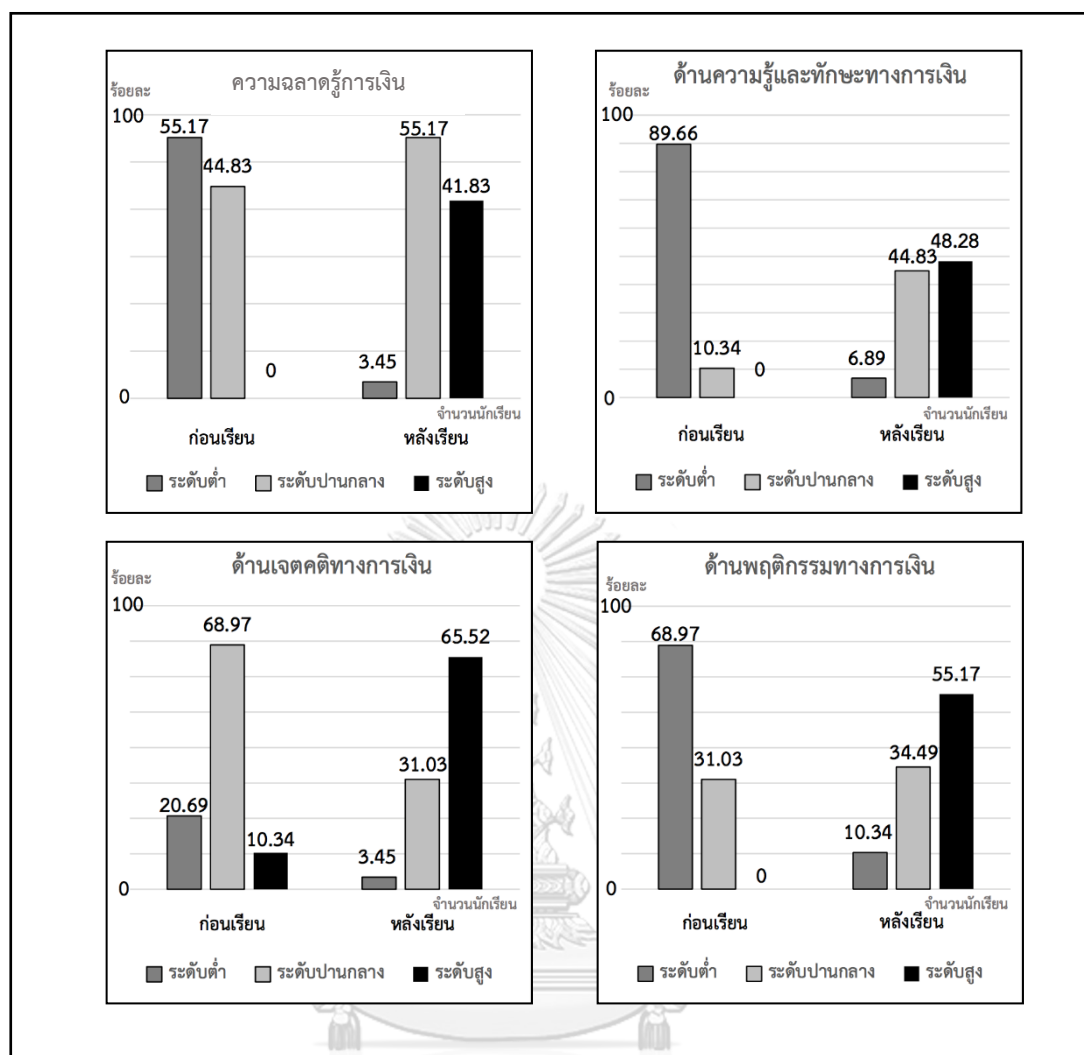 ความฉลาดรู้การเงิน
ร้อยละ
100
55.17
44.83
0
3.45
55.17
41.83
0
จำนวนนักเรียน
ก่อนเรียน
หลังเรียน
ระดับต่ำ ระดับปานกลาง ระดับสูง
ด้านความรู้และทักษะทางการเงิน
ร้อยละ
100
89.66
10.34
0
6.89
44.83
48.28
0
จำนวนนักเรียน
ก่อนเรียน
หลังเรียน
ระดับต่ำ ระดับปานกลาง ระดับสูง
ด้านเจตคติทางการเงิน
ร้อยละ
100
20.69
68.97
10.34
3.45
31.03
65.52
0
จำนวนนักเรียน
ก่อนเรียน
หลังเรียน
ระดับต่ำ ระดับปานกลาง ระดับสูง
ด้านพฤติกรรมทางการเงิน
ร้อยละ
100
68.97
31.03
0
10.34
34.49
55.17
0
จำนวนนักเรียน
ก่อนเรียน
หลังเรียน
ระดับต่ำ ระดับปานกลาง ระดับสูง